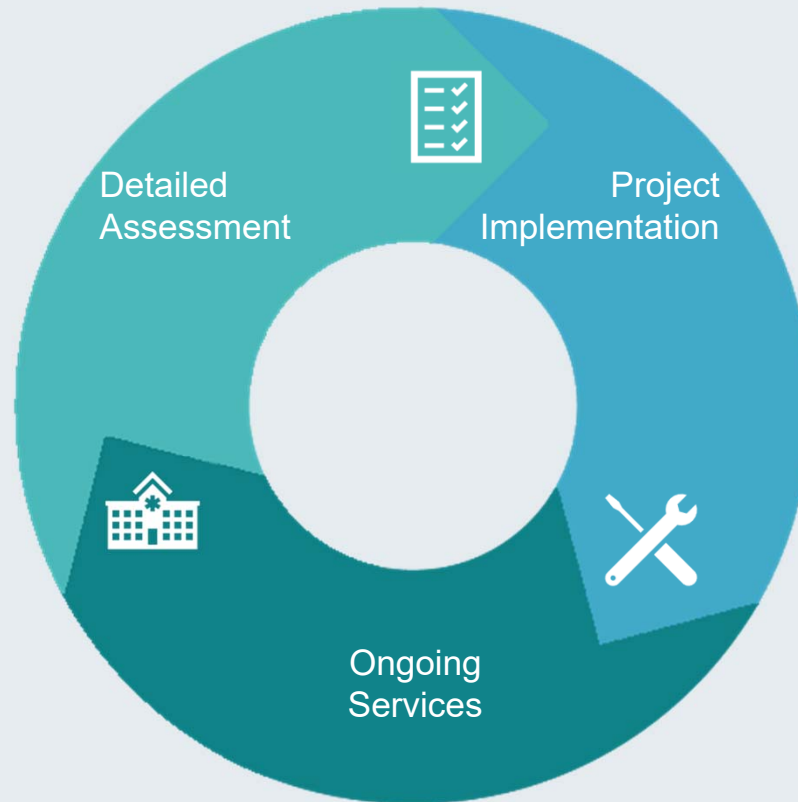 Detailed
Assessment
Project
Implementation
Ongoing
Services